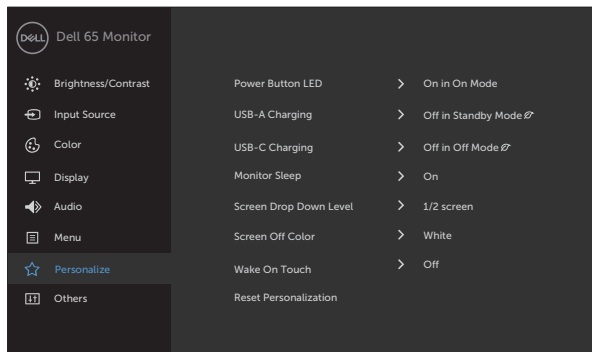 DELL Dell 65 Monitor
Brightness/Contrast
Input Source
Color
Display
Audio
Menu
Personalize
Others
Power Button LED > On in On Mode
USB-A Charging > Off in Standby Mode
USB-C Charging > Off in Off Mode
Monitor Sleep > On
Screen Drop Down Level > 1/2 screen
Screen Off Color > White
Wake On Touch > Off
Reset Personalization